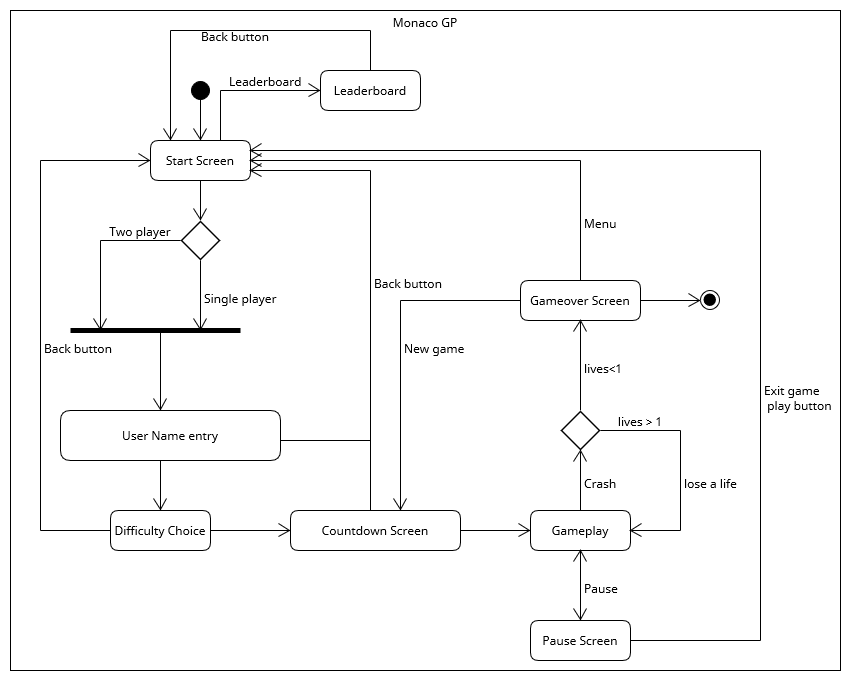 Monaco GP
Back button
Leaderboard
Leaderboard
Start Screen
Two player
Single player
Menu
Back button
Gameover Screen
Back button
New game
lives<1
Exit game
play button
lives > 1
User Name entry
Crash
lose a life
Difficulty Choice
Countdown Screen
Gameplay
Pause
Pause Screen